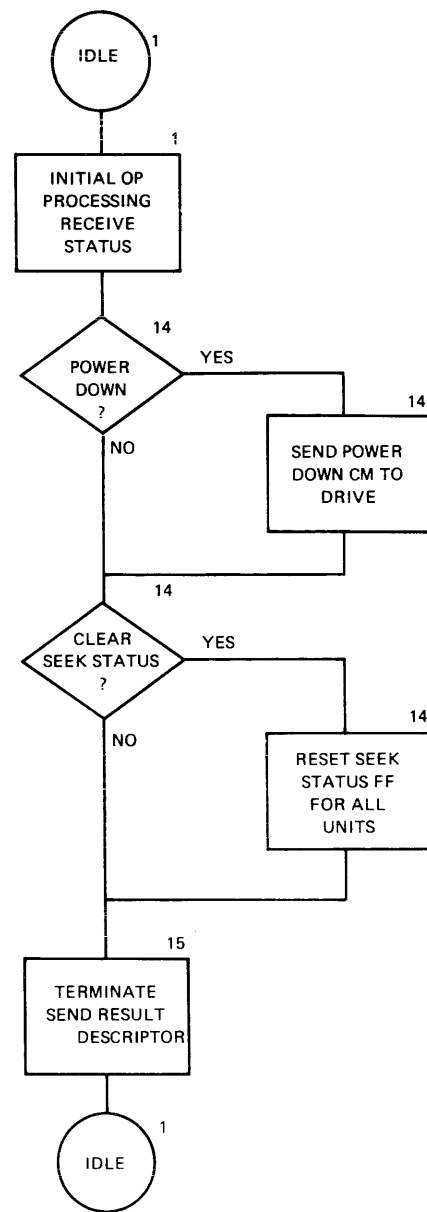 1
IDLE
1
INITIAL OP
PROCESSING
RECEIVE
STATUS
14
YES
POWER
DOWN
?
NO
14
SEND POWER
DOWN CM TO
DRIVE
14
CLEAR
SEEK STATUS
?
YES
NO
14
RESET SEEK
STATUS FF
FOR ALL
UNITS
15
TERMINATE
SEND RESULT
DESCRIPTOR
1
IDLE